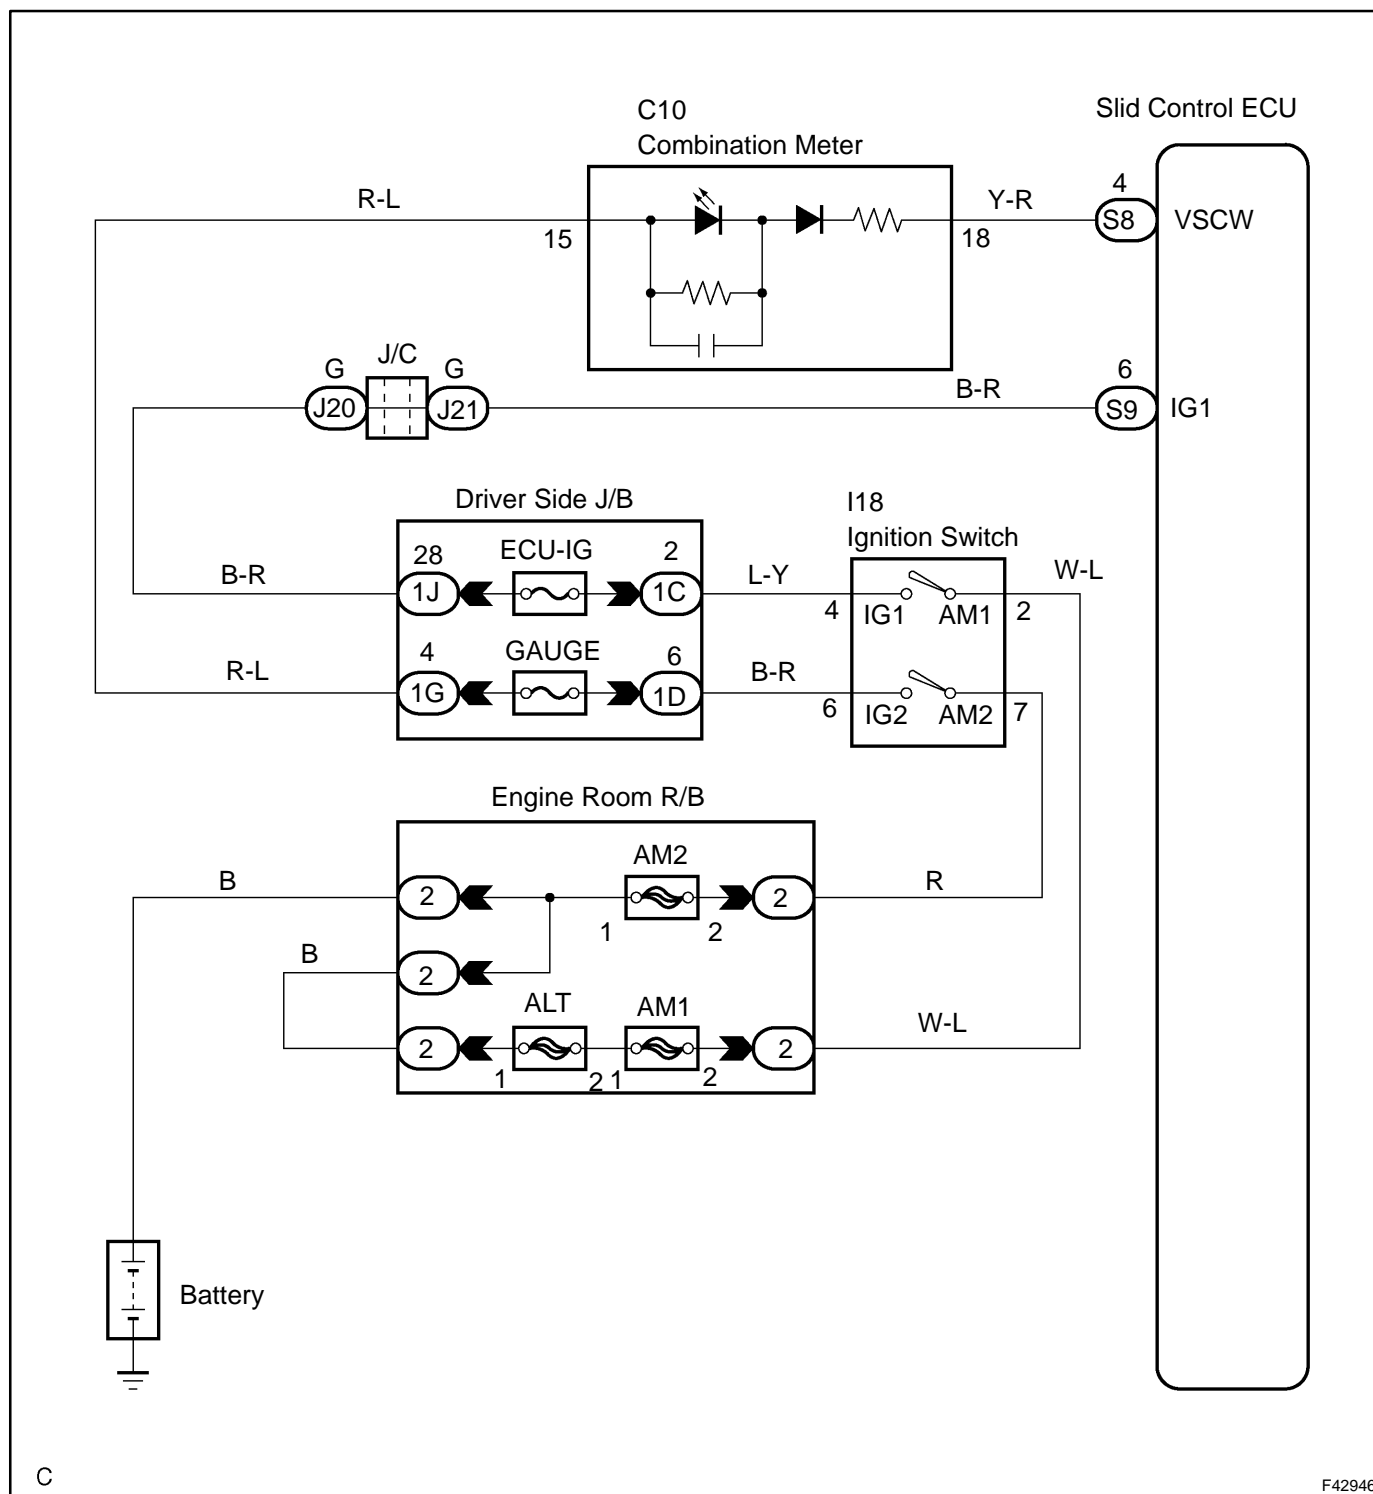 C10
Combination Meter
Slid Control ECU
R-L
15
18
Y-R
4
S8
VSCW
G
J/C
G
J20
J21
B-R
6
S9
IG1
Driver Side J/B
28
ECU-IG
2
1J
1C
B-R
L-Y
I18
Ignition Switch
4
IG1
AM1
2
W-L
4
GAUGE
6
1G
1D
R-L
B-R
6
IG2
AM2
7
Engine Room R/B
B
2
AM2
1
2
2
R
B
2
ALT
AM1
2
1
2
1
2
2
W-L
Battery
C
F42946